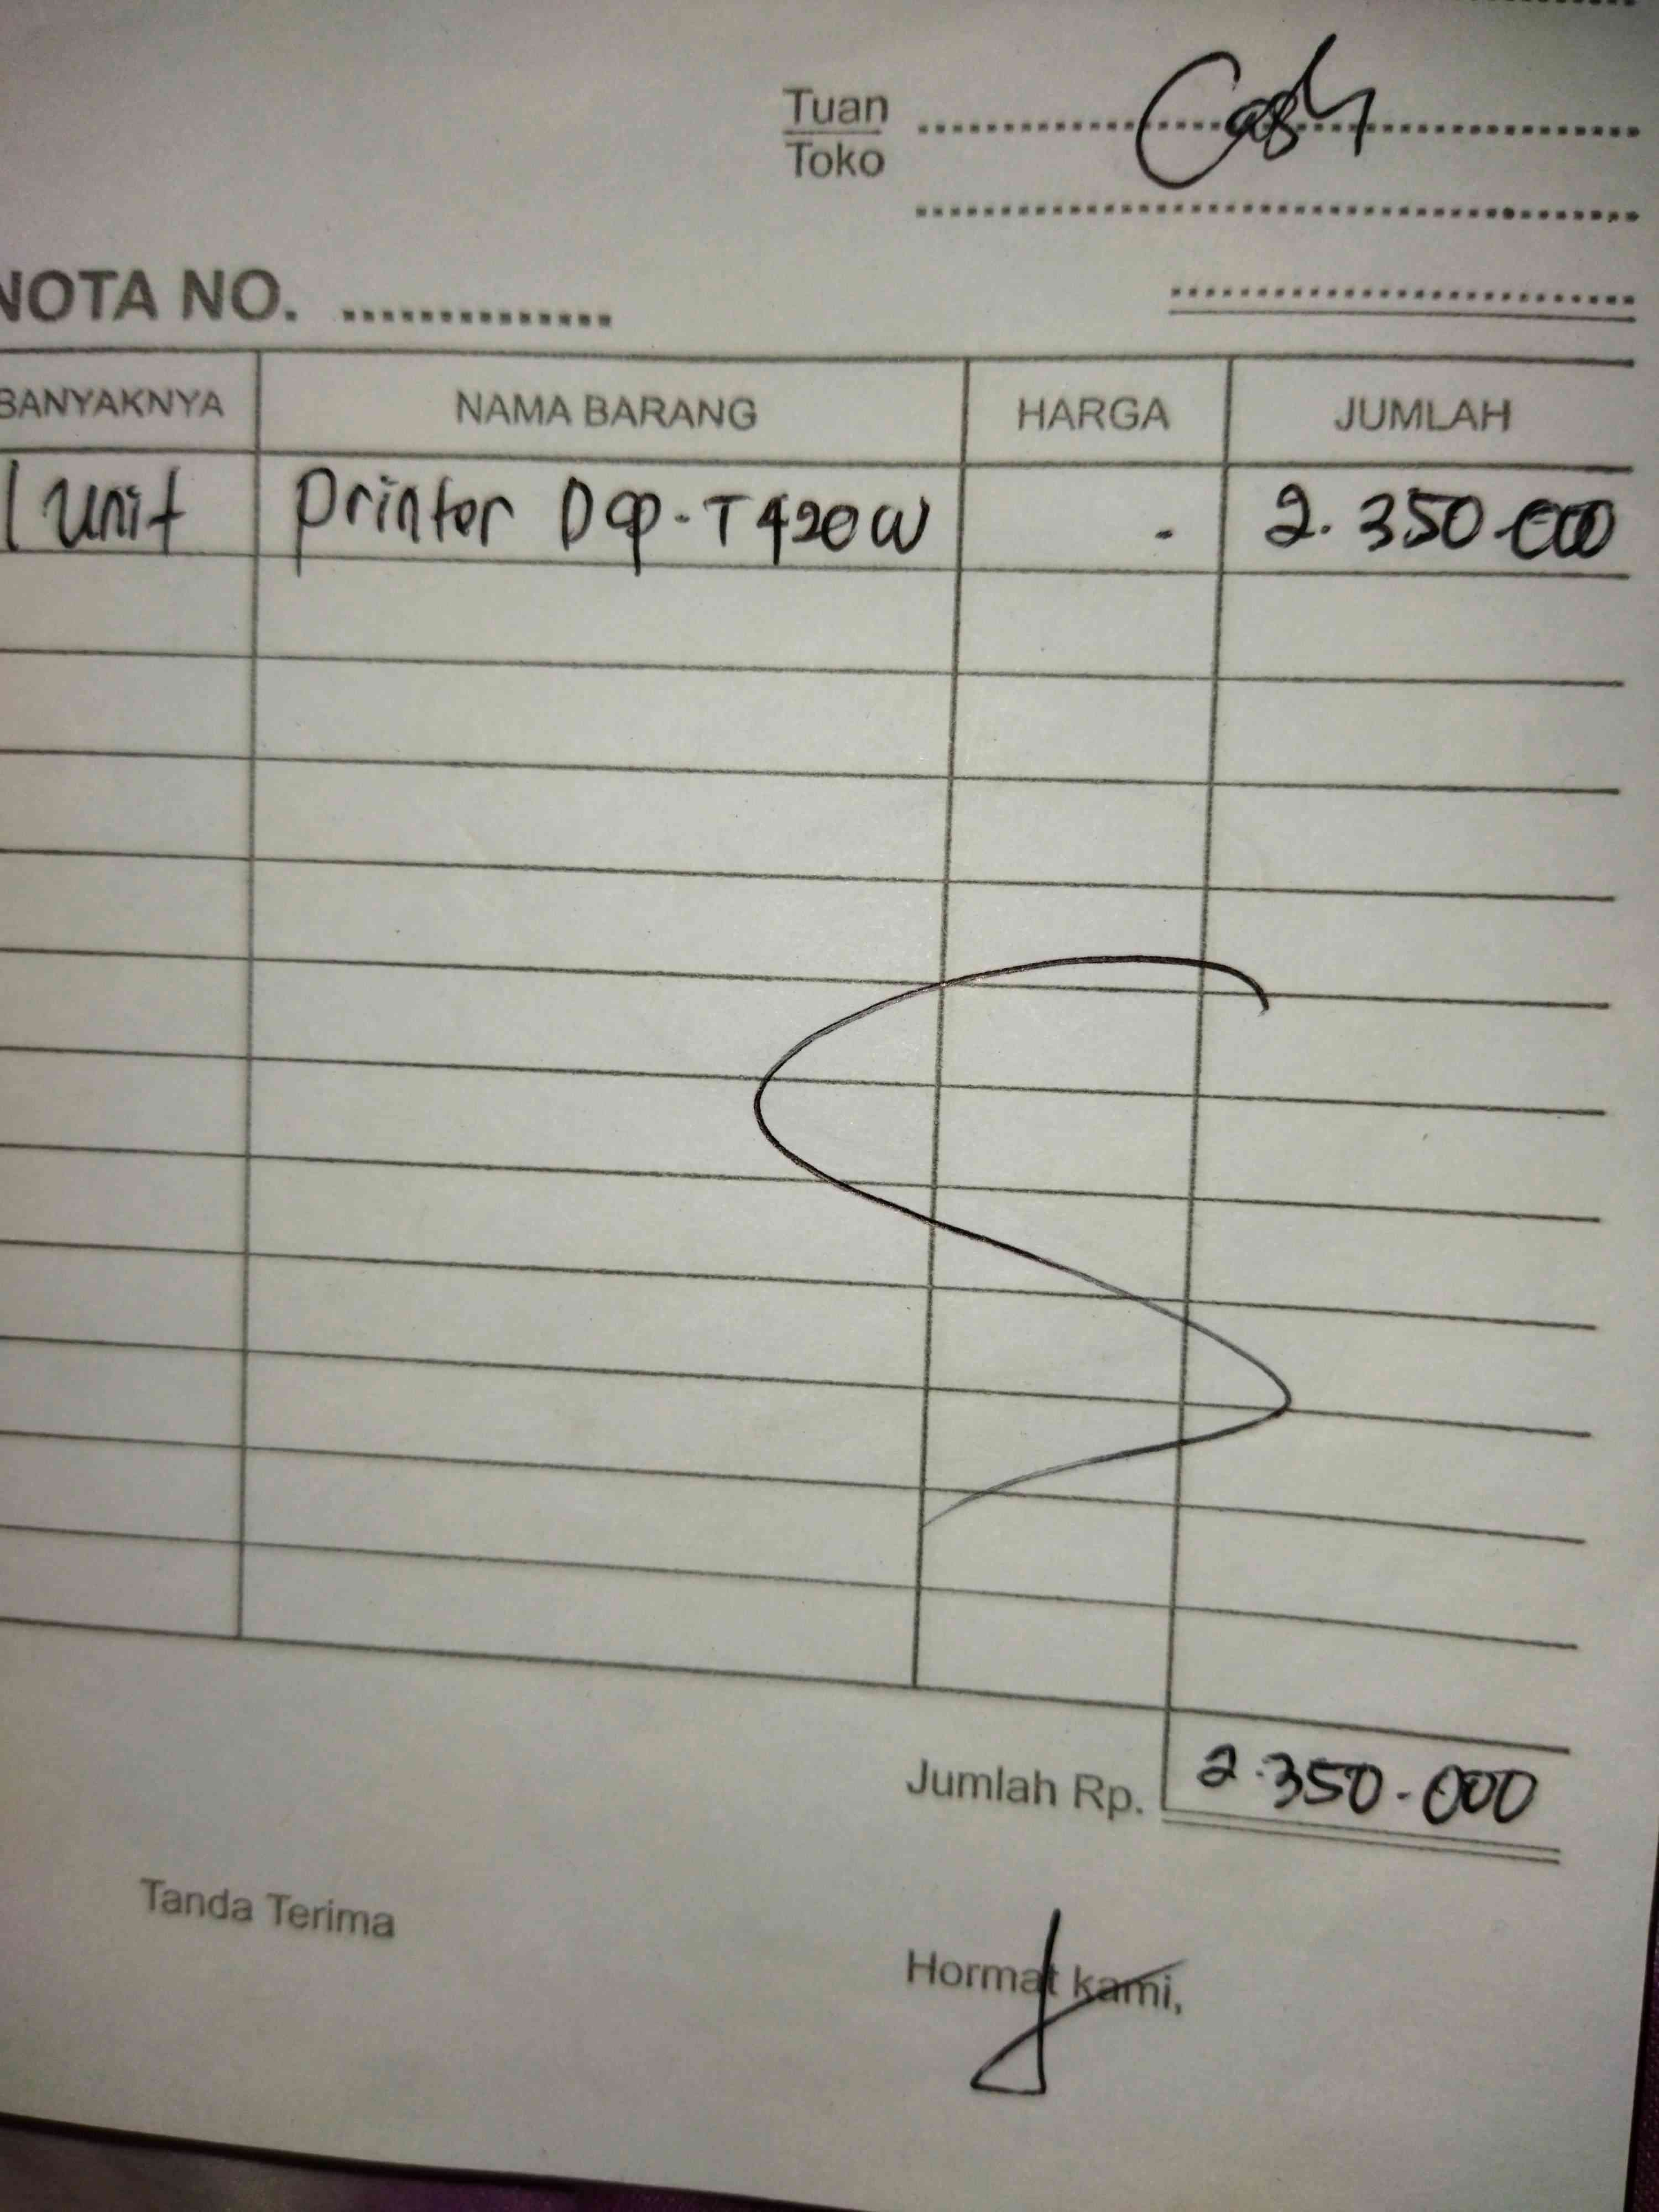 Tuan Cash
Toko
NOTA NO. ..............
BANYAKNYA NAMA BARANG HARGA JUMLAH
1 Unit Printer Dcp-T420W - 2.350.000
Jumlah Rp. 2.350.000
Tanda Terima
Hormat kami,